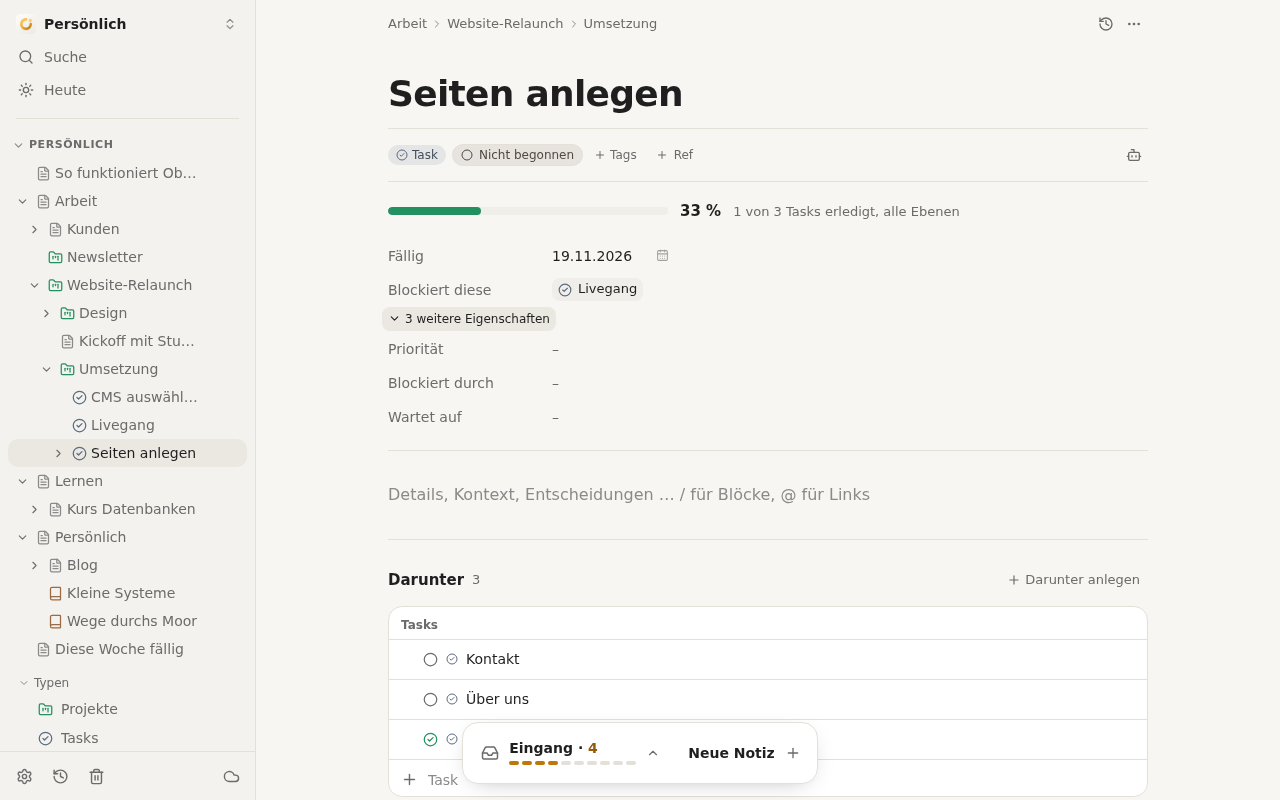 Persönlich
Suche
Heute
PERSÖNLICH
So funktioniert Ob…
Arbeit
Kunden
Newsletter
Website-Relaunch
Design
Kickoff mit Stu…
Umsetzung
CMS auswähl…
Livegang
Seiten anlegen
Lernen
Kurs Datenbanken
Persönlich
Blog
Kleine Systeme
Wege durchs Moor
Diese Woche fällig
Typen
Projekte
Tasks
Arbeit Website-Relaunch Umsetzung
Seiten anlegen
Task Nicht begonnen Tags Ref
33 % 1 von 3 Tasks erledigt, alle Ebenen
Fällig 19.11.2026
Blockiert diese Livegang
3 weitere Eigenschaften
Priorität –
Blockiert durch –
Wartet auf –
Details, Kontext, Entscheidungen … / für Blöcke, @ für Links
Darunter 3 Darunter anlegen
Tasks
Kontakt
Über uns
Eingang · 4 Neue Notiz
Task